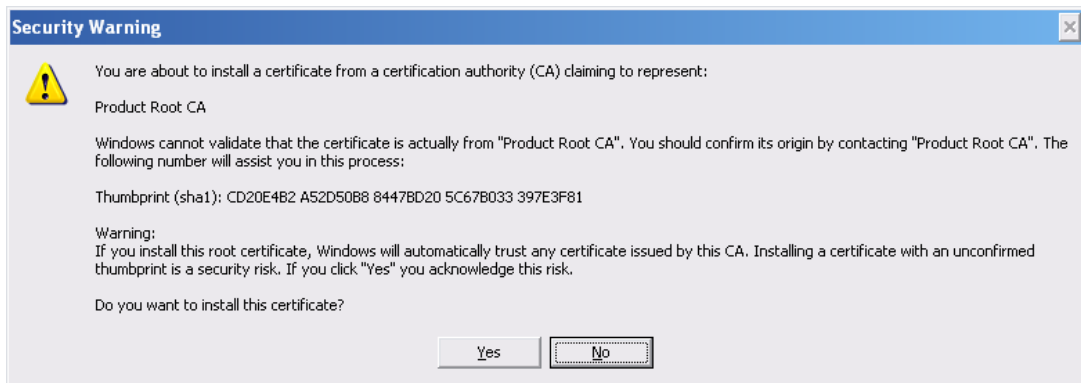 Security Warning
You are about to install a certificate from a certification authority (CA) claiming to represent:
Product Root CA
Windows cannot validate that the certificate is actually from "Product Root CA". You should confirm its origin by contacting "Product Root CA". The
following number will assist you in this process:
Thumbprint (sha1): CD20E4B2 A52D50B8 8447BD20 5C67B033 397E3F81
Warning:
If you install this root certificate, Windows will automatically trust any certificate issued by this CA. Installing a certificate with an unconfirmed
thumbprint is a security risk. If you click "Yes" you acknowledge this risk.
Do you want to install this certificate?
Yes No